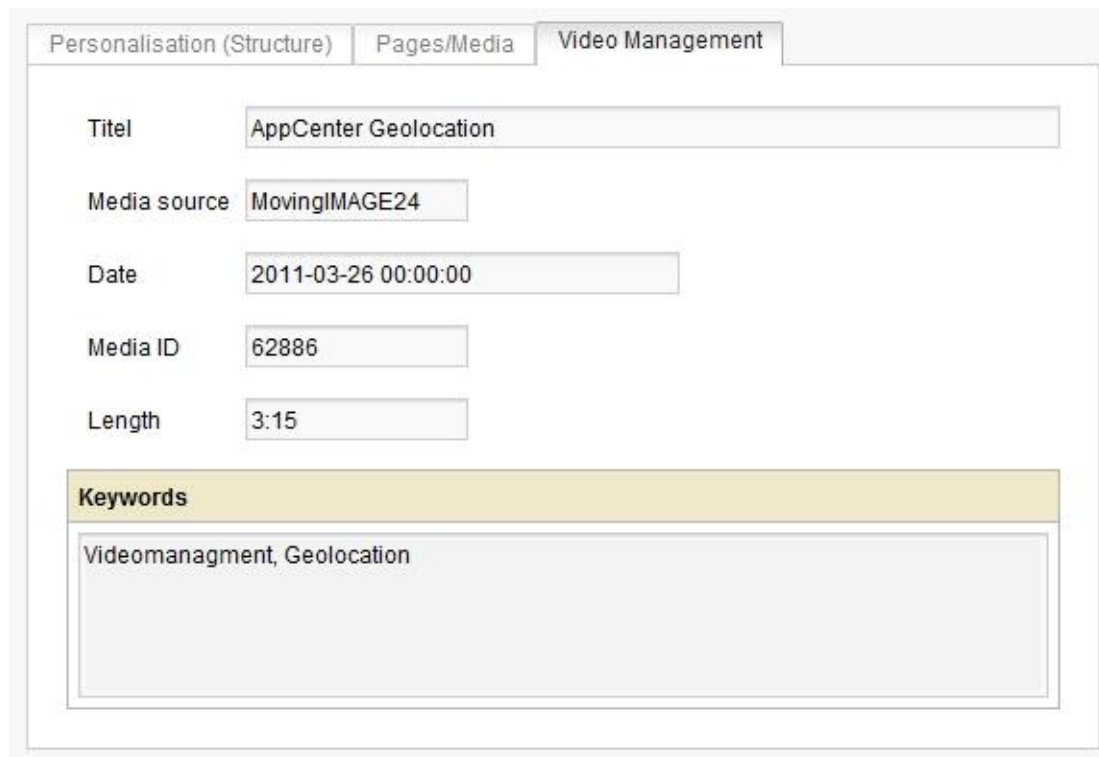 Personalisation (Structure) Pages/Media Video Management
Titel AppCenter Geolocation
Media source MovingIMAGE24
Date 2011-03-26 00:00:00
Media ID 62886
Length 3:15
Keywords
Videomanagment, Geolocation